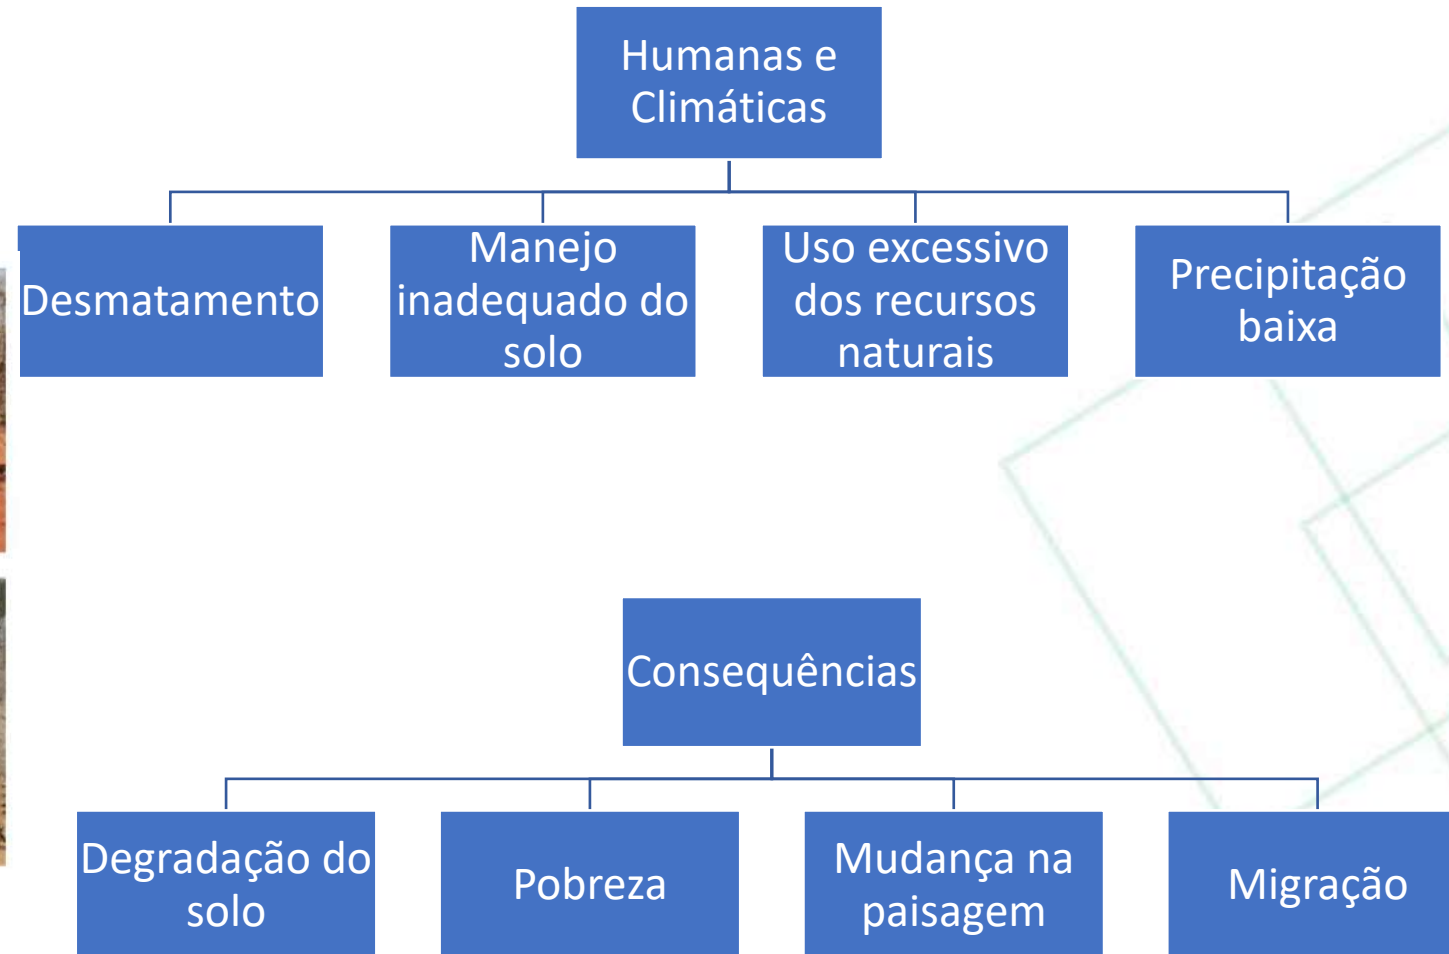 Humanas e
Climáticas
Desmatamento
Manejo
inadequado do
solo
Uso excessivo
dos recursos
naturais
Precipitação
baixa
Consequências
Degradação do
solo
Pobreza
Mudança na
paisagem
Migração